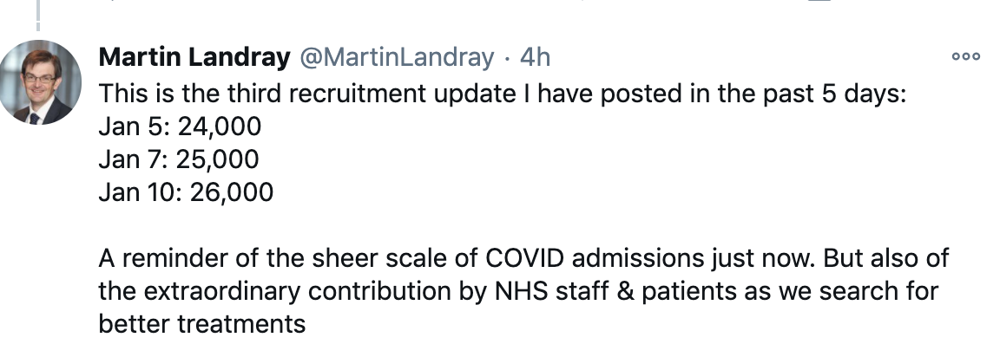 Martin Landray @MartinLandray · 4h
This is the third recruitment update I have posted in the past 5 days:
Jan 5: 24,000
Jan 7: 25,000
Jan 10: 26,000
A reminder of the sheer scale of COVID admissions just now. But also of
the extraordinary contribution by NHS staff & patients as we search for
better treatments